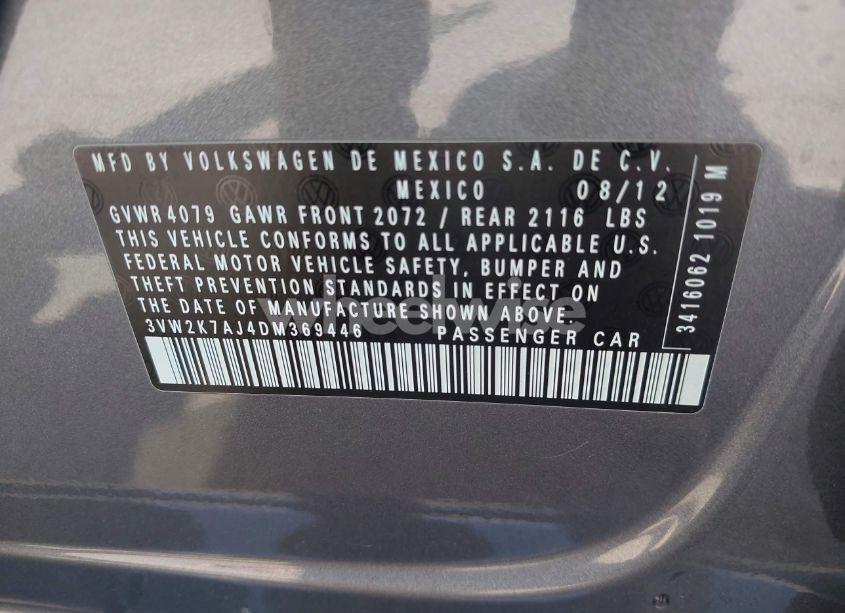 MFD BY VOLKSWAGEN DE MEXICO S.A. DE C.V.
MEXICO 08/12
GVWR 4079 GAWR FRONT 2072 / REAR 2116 LBS
THIS VEHICLE CONFORMS TO ALL APPLICABLE U.S.
FEDERAL MOTOR VEHICLE SAFETY, BUMPER AND
THEFT PREVENTION STANDARDS IN EFFECT ON
THE DATE OF MANUFACTURE SHOWN ABOVE.
3VW2K7AJ4DM369446 PASSENGER CAR
3416062 1019 M
wheelwise